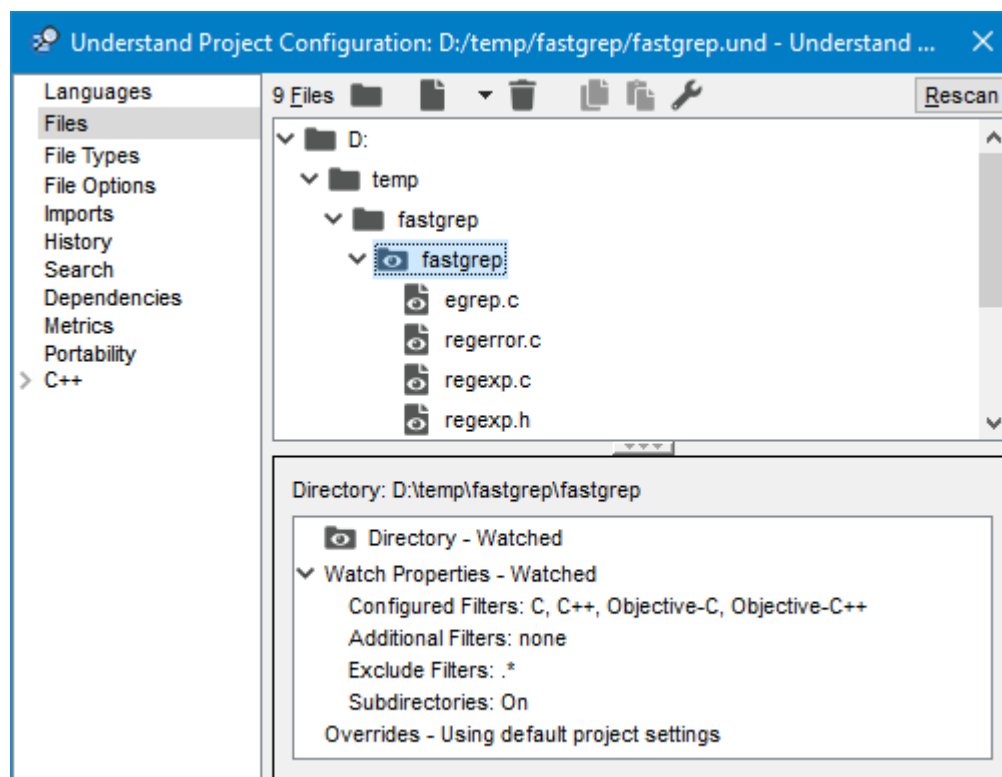 Understand Project Configuration: D:/temp/fastgrep/fastgrep.und - Understand ...
Languages
Files
File Types
File Options
Imports
History
Search
Dependencies
Metrics
Portability
C++
9 Files
Rescan
D:
temp
fastgrep
fastgrep
egrep.c
regerror.c
regexp.c
regexp.h
Directory: D:\temp\fastgrep\fastgrep
Directory - Watched
Watch Properties - Watched
Configured Filters: C, C++, Objective-C, Objective-C++
Additional Filters: none
Exclude Filters: .*
Subdirectories: On
Overrides - Using default project settings